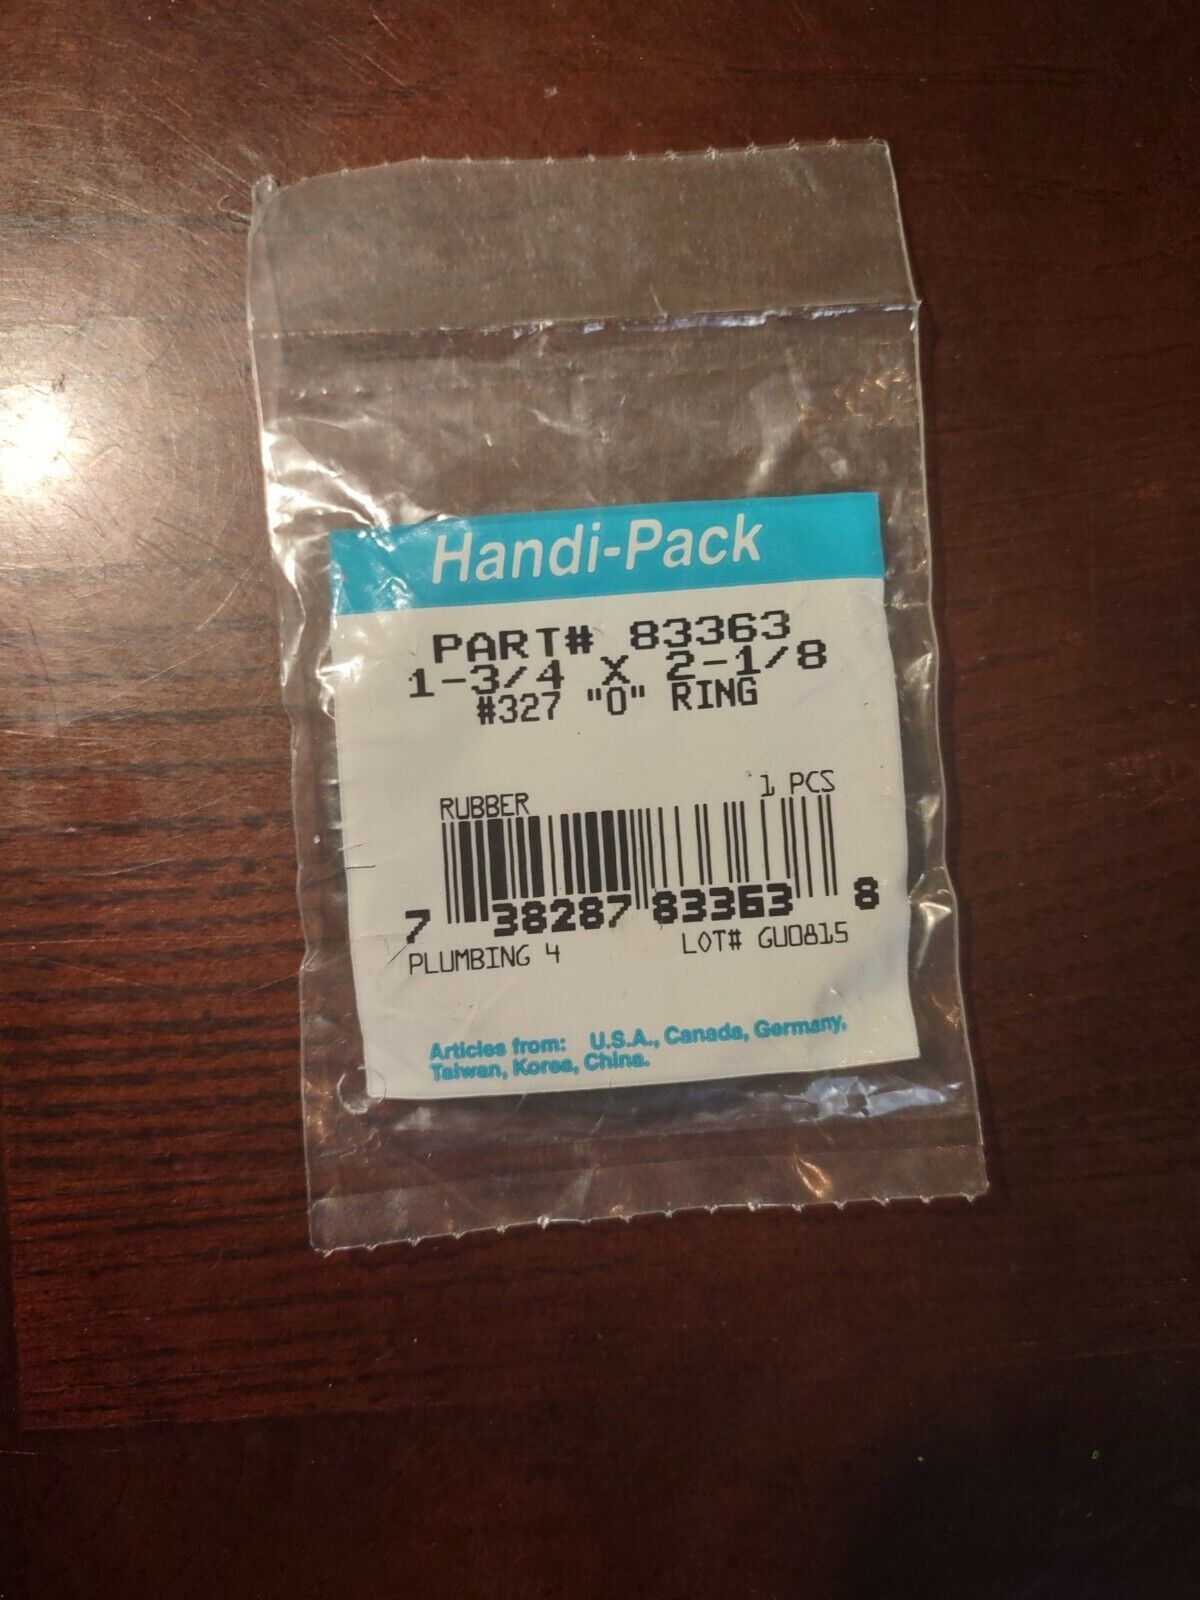 Handi-Pack
PART# 83363
1-3/4 X 2-1/8
#327 "O" RING
RUBBER 1 PCS
7 38287 83363 8
PLUMBING 4 LOT# GU0815
Articles from: U.S.A., Canada, Germany,
Taiwan, Korea, China.